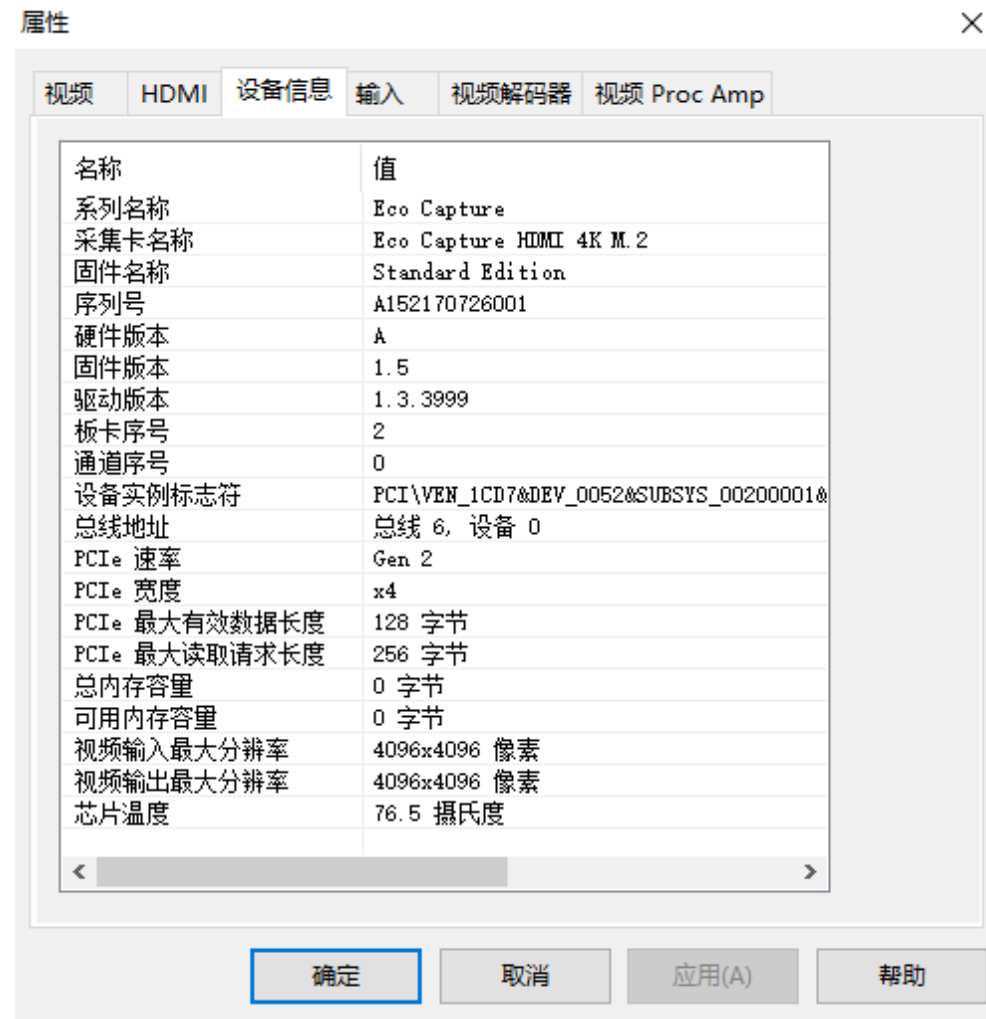 属性
视频 HDMI 设备信息 输入 视频解码器 视频 Proc Amp
名称 值
系列名称 Eco Capture
采集卡名称 Eco Capture HDMI 4K M.2
固件名称 Standard Edition
序列号 A152170726001
硬件版本 A
固件版本 1.5
驱动版本 1.3.3999
板卡序号 2
通道序号 0
设备实例标志符 PCI\VEN_1CD7&DEV_0052&SUBSYS_00200001&
总线地址 总线 6, 设备 0
PCIe 速率 Gen 2
PCIe 宽度 x4
PCIe 最大有效数据长度 128 字节
PCIe 最大读取请求长度 256 字节
总内存容量 0 字节
可用内存容量 0 字节
视频输入最大分辨率 4096x4096 像素
视频输出最大分辨率 4096x4096 像素
芯片温度 76.5 摄氏度
确定 取消 应用(A) 帮助